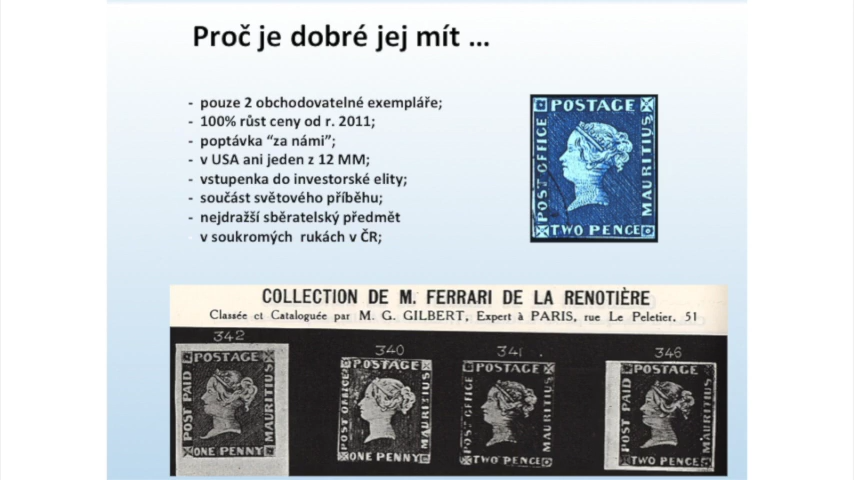 Proč je dobré jej mít ...
- pouze 2 obchodovatelné exempláře;
- 100% růst ceny od r. 2011;
- poptávka “za námi”;
- v USA ani jeden z 12 MM;
- vstupenka do investorské elity;
- součást světového příběhu;
- nejdražší sběratelský předmět
v soukromých rukách v ČR;
POSTAGE
POST OFFICE
MAURITIUS
TWO PENCE
COLLECTION DE M. FERRARI DE LA RENOTIÈRE
Classée et Cataloguée par M. G. GILBERT, Expert à PARIS, rue Le Peletier. 51
342
POSTAGE
POST PAID
MAURITIUS
ONE PENNY
340
POSTAGE
POST OFFICE
MAURITIUS
ONE PENNY
341
POSTAGE
POST OFFICE
MAURITIUS
TWO PENCE
346
POSTAGE
POST PAID
MAURITIUS
TWO PENCE